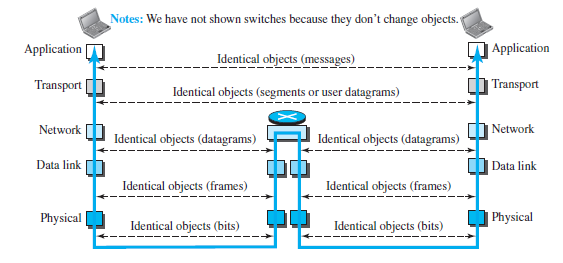 Notes: We have not shown switches because they don't change objects.
Application
Identical objects (messages)
Application
Transport
Identical objects (segments or user datagrams)
Transport
Network
Identical objects (datagrams)
Identical objects (datagrams)
Network
Data link
Identical objects (frames)
Identical objects (frames)
Data link
Physical
Identical objects (bits)
Identical objects (bits)
Physical